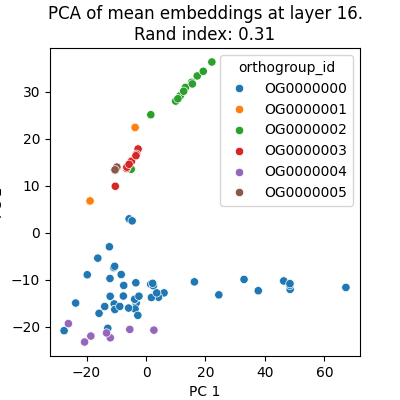 PCA of mean embeddings at layer 16.
Rand index: 0.31
orthogroup_id
OG0000000
OG0000001
OG0000002
OG0000003
OG0000004
OG0000005
30
20
10
0
−10
−20
−20
0
20
40
60
PC 1